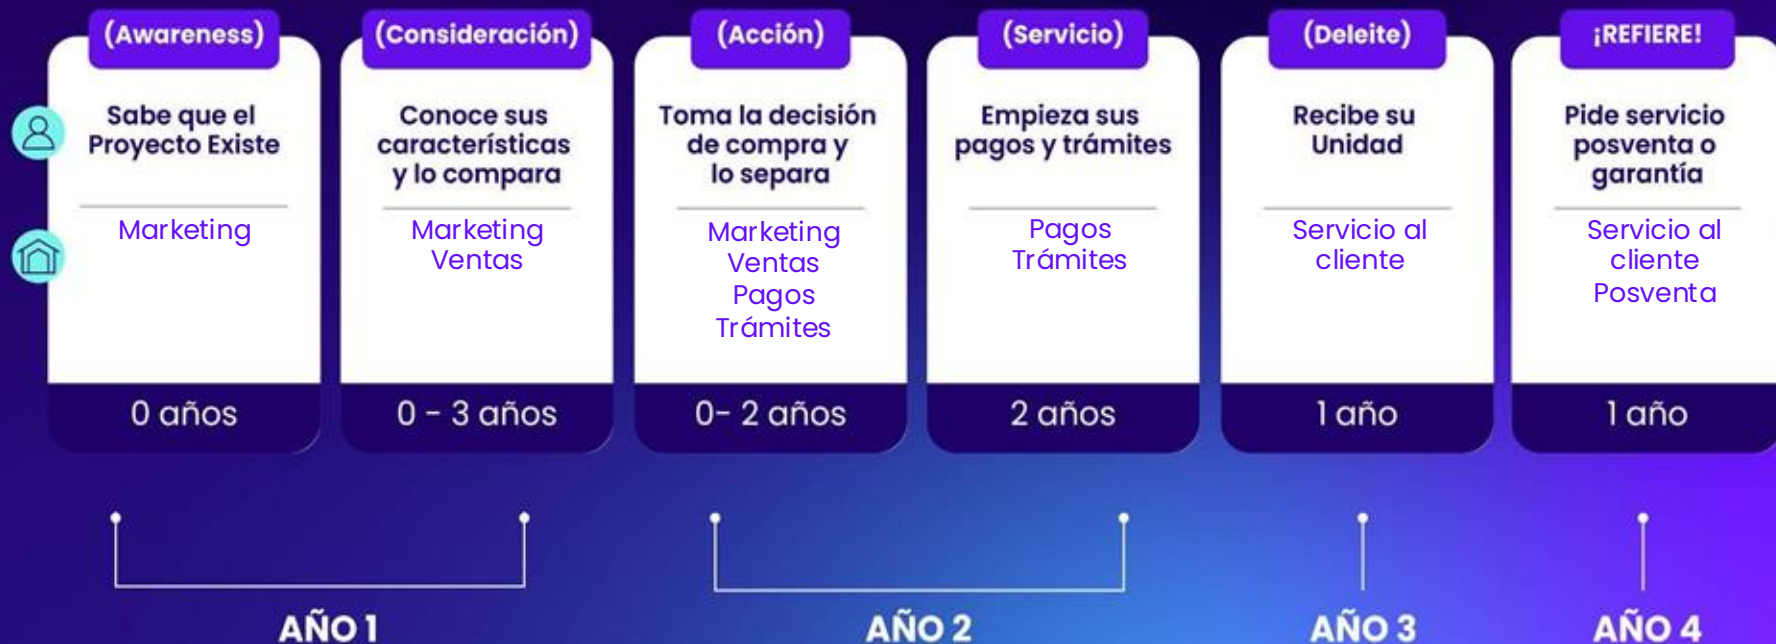 (Awareness)
Sabe que el
Proyecto Existe
Marketing
0 años
(Consideración)
Conoce sus
características
y lo compara
Marketing
Ventas
0 - 3 años
(Acción)
Toma la decisión
de compra y
lo separa
Marketing
Ventas
Pagos
Trámites
0- 2 años
(Servicio)
Empieza sus
pagos y trámites
Pagos
Trámites
2 años
(Deleite)
Recibe su
Unidad
Servicio al
cliente
1 año
¡REFIERE!
Pide servicio
posventa o
garantía
Servicio al
cliente
Posventa
1 año
AÑO 1
AÑO 2
AÑO 3
AÑO 4